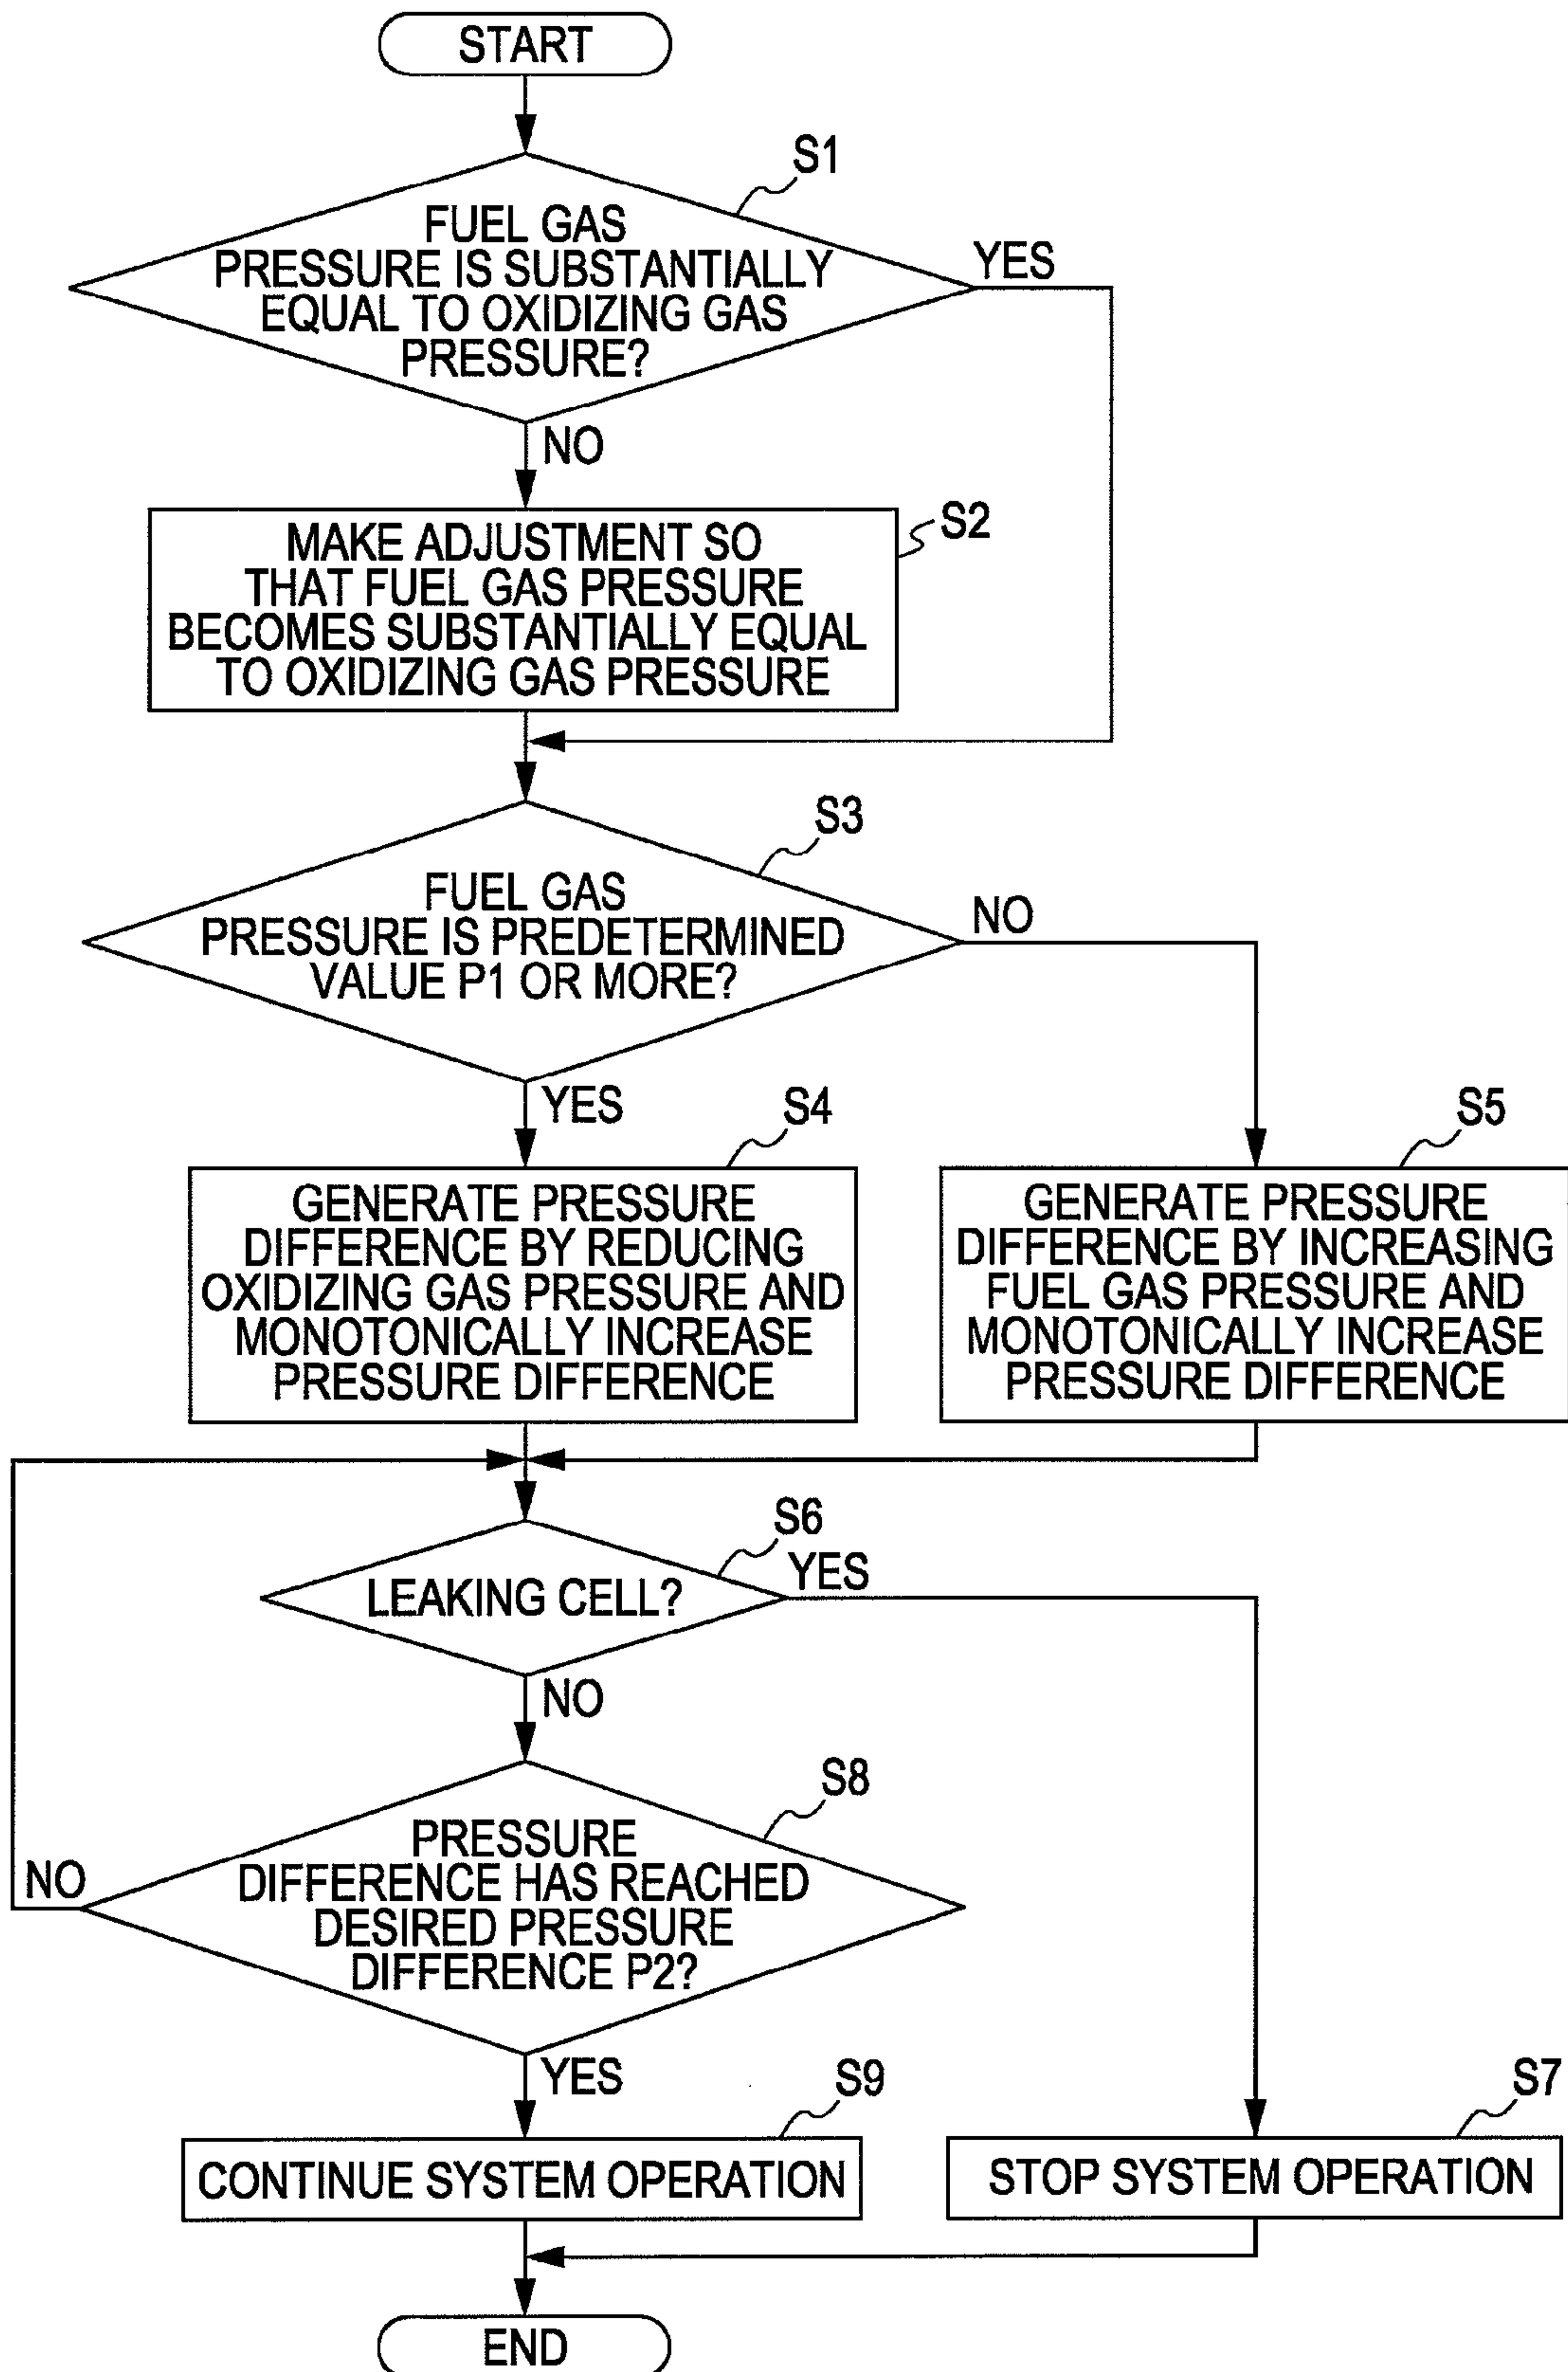 START
S1
FUEL GAS
PRESSURE IS SUBSTANTIALLY
EQUAL TO OXIDIZING GAS
PRESSURE?
YES
NO
S2
MAKE ADJUSTMENT SO
THAT FUEL GAS PRESSURE
BECOMES SUBSTANTIALLY EQUAL
TO OXIDIZING GAS PRESSURE
S3
FUEL GAS
PRESSURE IS PREDETERMINED
VALUE P1 OR MORE?
NO
YES
S4
GENERATE PRESSURE
DIFFERENCE BY REDUCING
OXIDIZING GAS PRESSURE AND
MONOTONICALLY INCREASE
PRESSURE DIFFERENCE
S5
GENERATE PRESSURE
DIFFERENCE BY INCREASING
FUEL GAS PRESSURE AND
MONOTONICALLY INCREASE
PRESSURE DIFFERENCE
S6
LEAKING CELL?
YES
NO
S8
PRESSURE
DIFFERENCE HAS REACHED
DESIRED PRESSURE
DIFFERENCE P2?
NO
YES
S9
CONTINUE SYSTEM OPERATION
S7
STOP SYSTEM OPERATION
END